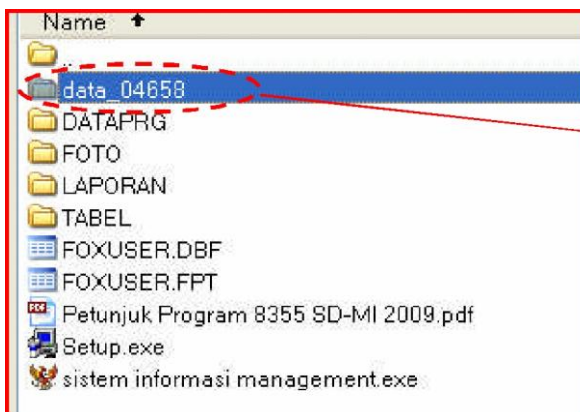 Name
..
data_04658
DATAPRG
FOTO
LAPORAN
TABEL
FOXUSER.DBF
FOXUSER.FPT
Petunjuk Program 8355 SD-MI 2009.pdf
Setup.exe
sistem informasi management.exe